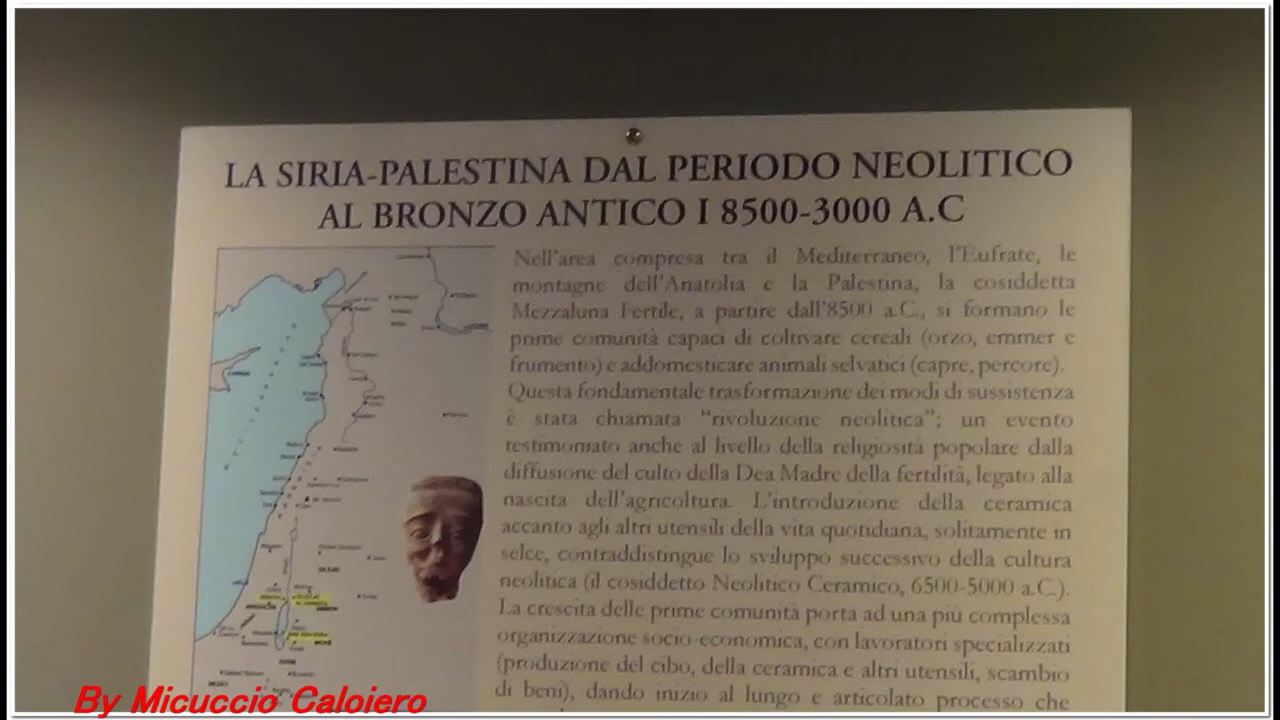 LA SIRIA-PALESTINA DAL PERIODO NEOLITICO
AL BRONZO ANTICO I 8500-3000 A.C
Nell'area compresa tra il Mediterraneo, l'Eufrate, le
montagne dell'Anatolia e la Palestina, la cosiddetta
Mezzaluna Fertile, a partire dall'8500 a.C., si formano le
prime comunità capaci di coltivare cereali (orzo, emmer e
frumento) e addomesticare animali selvatici (capre, percore).
Questa fondamentale trasformazione dei modi di sussistenza
è stata chiamata "rivoluzione neolitica"; un evento
testimoniato anche al livello della religiosità popolare dalla
diffusione del culto della Dea Madre della fertilità, legato alla
nascita dell'agricoltura. L'introduzione della ceramica
accanto agli altri utensili della vita quotidiana, solitamente in
selce, contraddistingue lo sviluppo successivo della cultura
neolitica (il cosiddetto Neolitico Ceramico, 6500-5000 a.C.).
La crescita delle prime comunità porta ad una più complessa
organizzazione socio-economica, con lavoratori specializzati
(produzione del cibo, della ceramica e altri utensili, scambio
di beni), dando inizio al lungo e articolato processo che
By Micuccio Caloiero